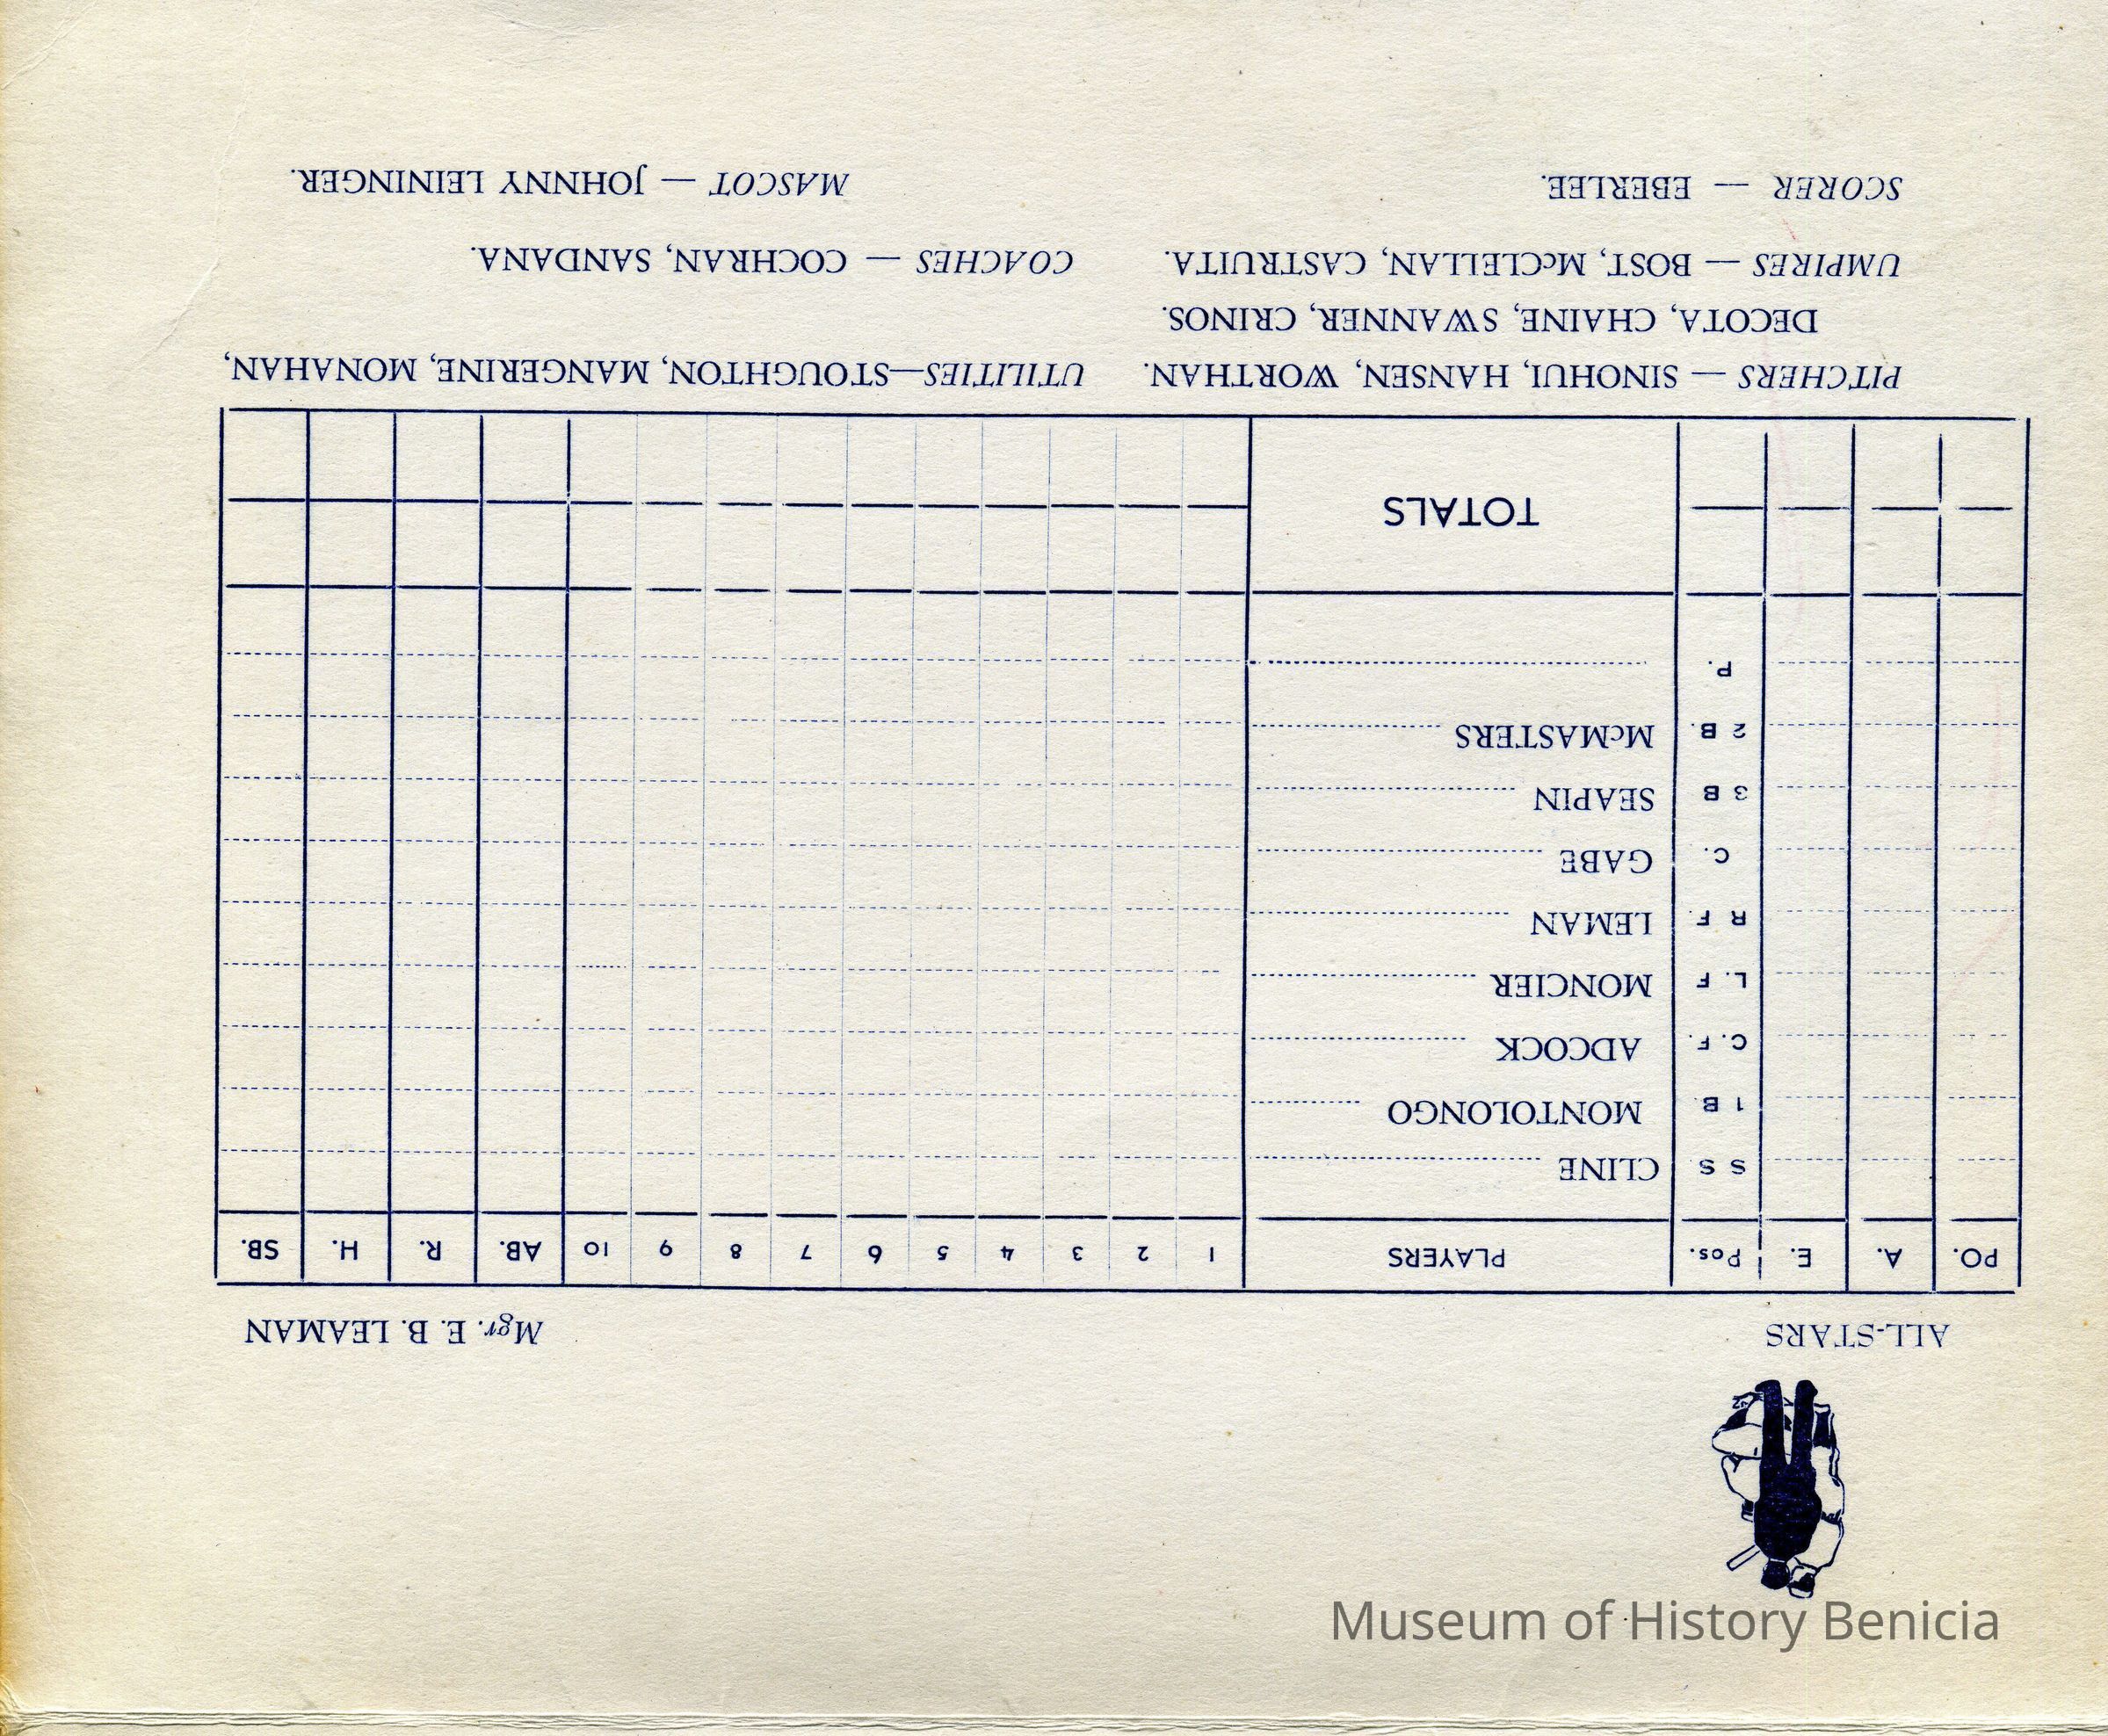 ALL-STARS Mgr. E. B. LEAMAN
PO. A. E. Pos. PLAYERS 1 2 3 4 5 6 7 8 9 10 AB. R. H. SB.
S S CLINE
1 B. MONTOLONGO
C. F. ADCOCK
L. F MONCIER
R F. LEMAN
C. GABE
3 B SEAPIN
2 B. McMASTERS
P.
TOTALS
PITCHERS — SINOHUI, HANSEN, WORTHAN. UTILITIES—STOUGHTON, MANGERINE, MONAHAN,
DECOTA, CHAINE, SWANNER, CRINOS.
UMPIRES — BOST, McCLELLAN, CASTRUITA. COACHES — COCHRAN, SANDANA.
SCORER — EBERLEE. MASCOT — JOHNNY LEININGER.
Museum of History Benicia